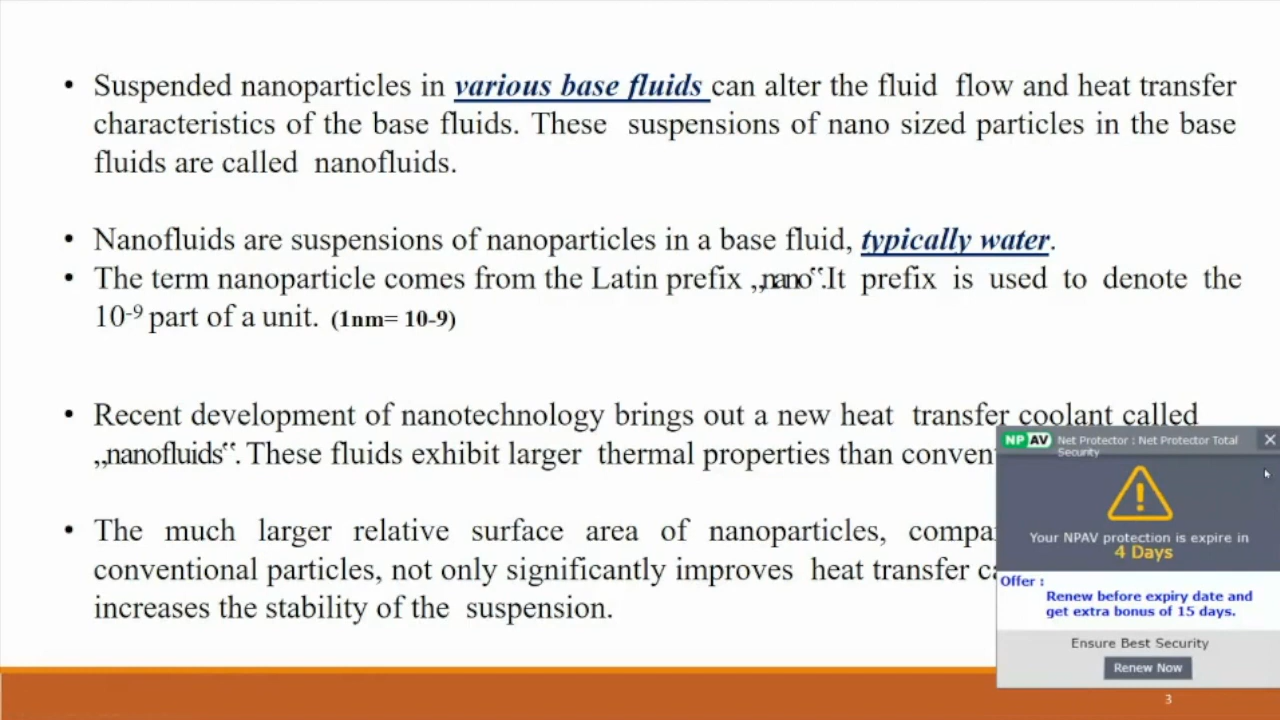 • Suspended nanoparticles in various base fluids can alter the fluid flow and heat transfer
characteristics of the base fluids. These suspensions of nano sized particles in the base
fluids are called nanofluids.
• Nanofluids are suspensions of nanoparticles in a base fluid, typically water.
• The term nanoparticle comes from the Latin prefix „nano‟.It prefix is used to denote the
10-9 part of a unit. (1nm= 10-9)
• Recent development of nanotechnology brings out a new heat transfer coolant called
„nanofluids‟. These fluids exhibit larger thermal properties than conven
• The much larger relative surface area of nanoparticles, compa
conventional particles, not only significantly improves heat transfer ca
increases the stability of the suspension.
NPAV Net Protector : Net Protector Total
Security
Your NPAV protection is expire in
4 Days
Offer :
Renew before expiry date and
get extra bonus of 15 days.
Ensure Best Security
Renew Now
3